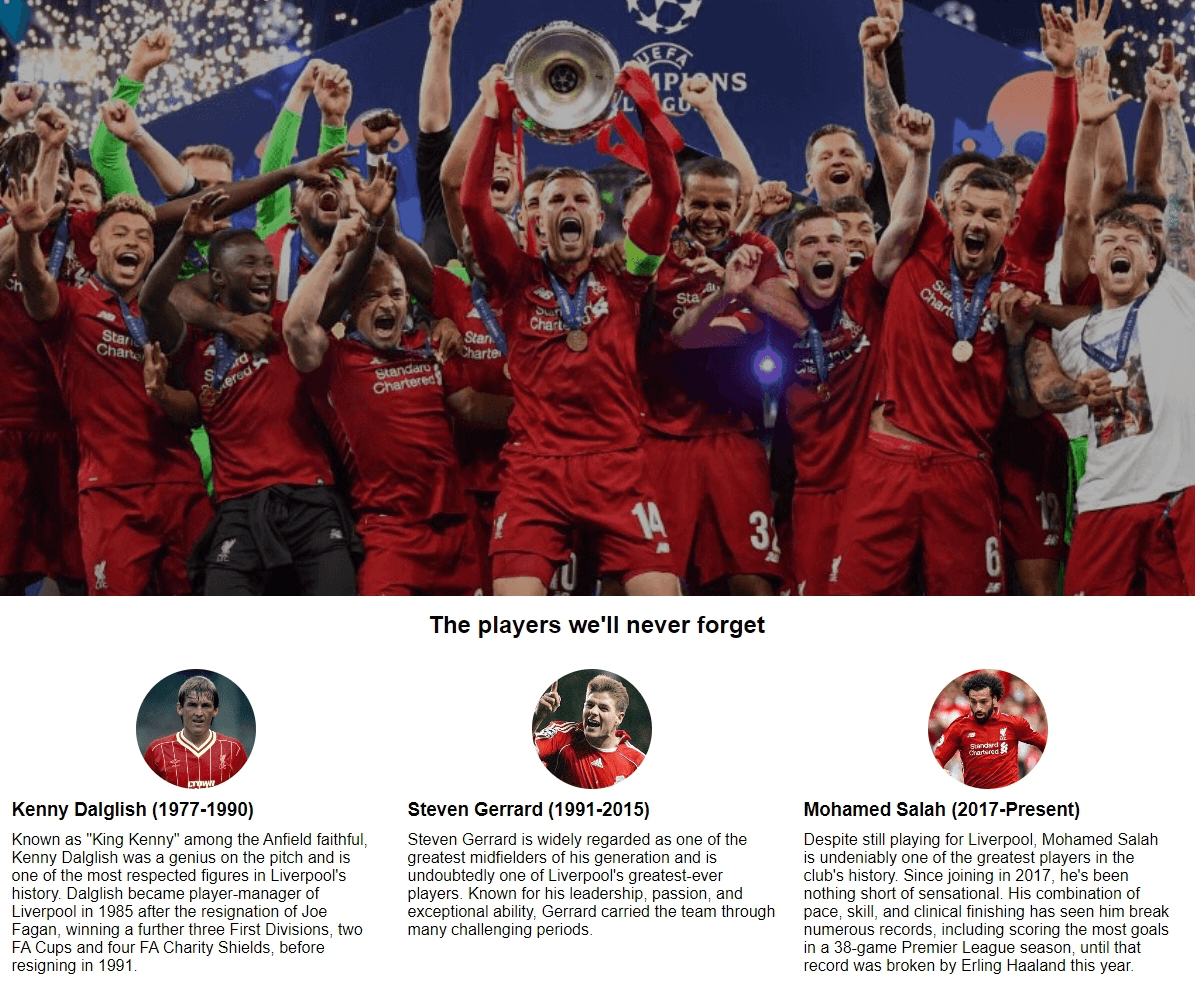 UEFA
CHAMPIONS
LEAGUE
Standard
Chartered
Standard
Chartered
Standard
Chartered
14
32
6
The players we'll never forget
crown
Standard
Chartered
Kenny Dalglish (1977-1990)
Known as "King Kenny" among the Anfield faithful,
Kenny Dalglish was a genius on the pitch and is
one of the most respected figures in Liverpool's
history. Dalglish became player-manager of
Liverpool in 1985 after the resignation of Joe
Fagan, winning a further three First Divisions, two
FA Cups and four FA Charity Shields, before
resigning in 1991.
Steven Gerrard (1991-2015)
Steven Gerrard is widely regarded as one of the
greatest midfielders of his generation and is
undoubtedly one of Liverpool's greatest-ever
players. Known for his leadership, passion, and
exceptional ability, Gerrard carried the team through
many challenging periods.
Mohamed Salah (2017-Present)
Despite still playing for Liverpool, Mohamed Salah
is undeniably one of the greatest players in the
club's history. Since joining in 2017, he's been
nothing short of sensational. His combination of
pace, skill, and clinical finishing has seen him break
numerous records, including scoring the most goals
in a 38-game Premier League season, until that
record was broken by Erling Haaland this year.